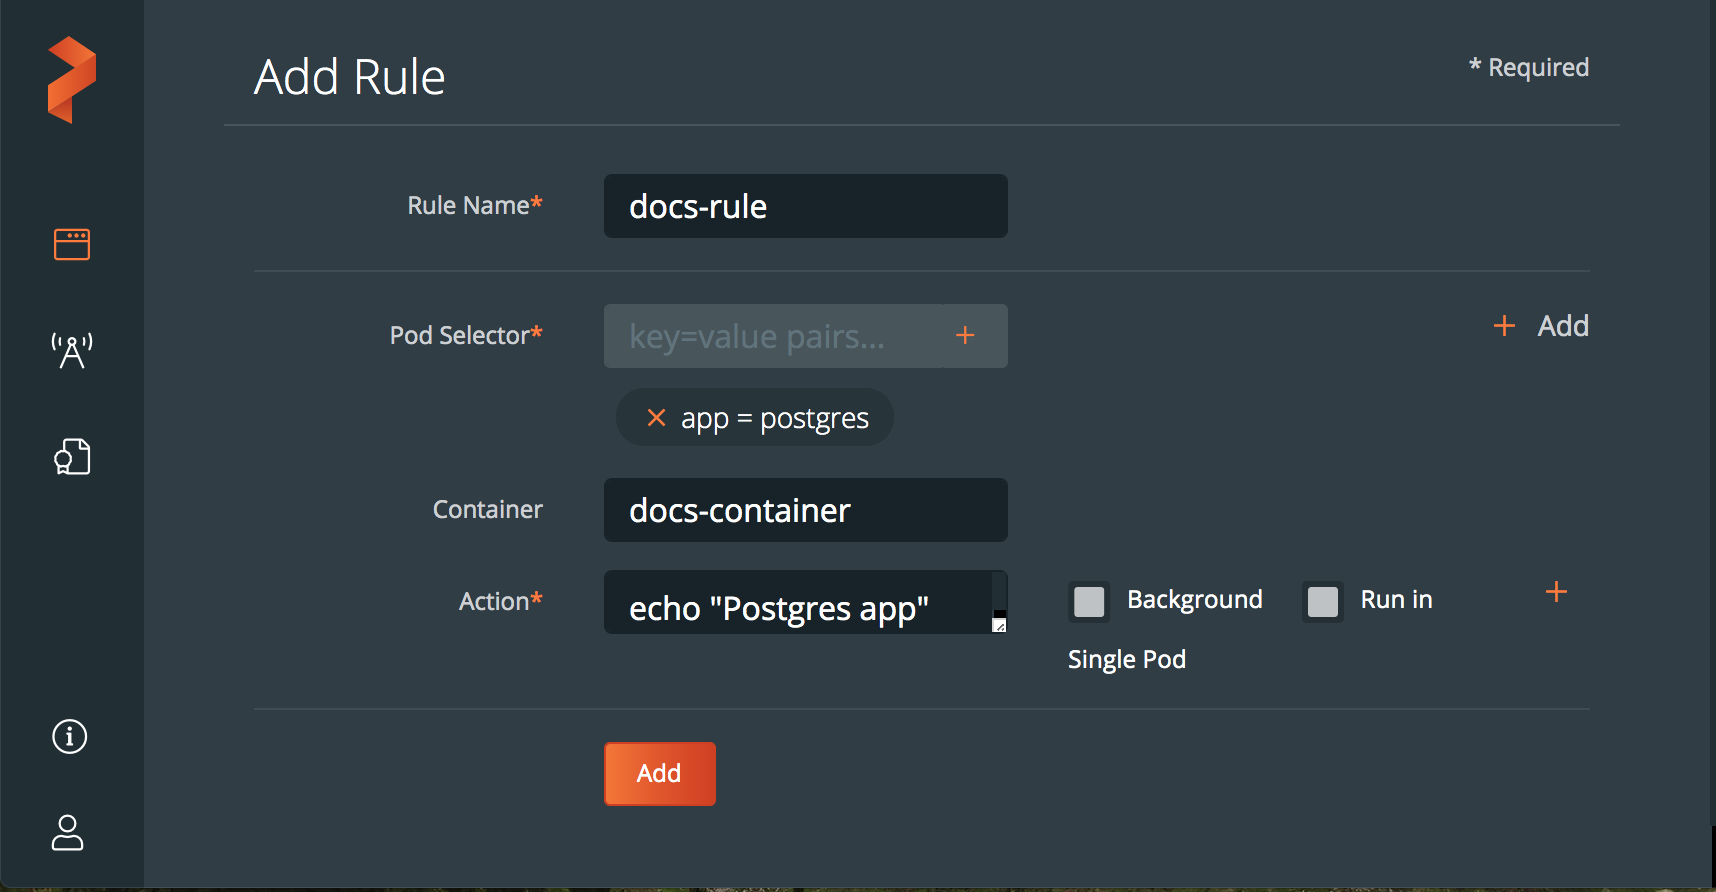 Add Rule
* Required
Rule Name*
docs-rule
Pod Selector*
key=value pairs...
+
+ Add
× app = postgres
Container
docs-container
Action*
echo "Postgres app"
Background
Run in
+
Single Pod
Add